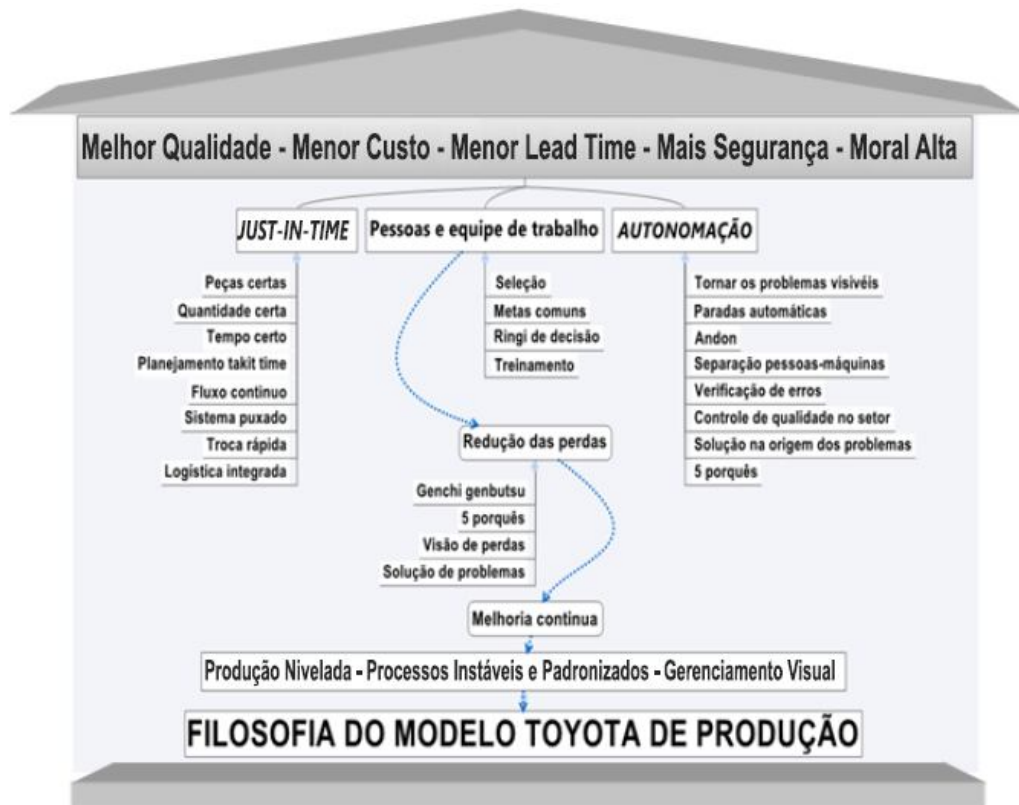 Melhor Qualidade - Menor Custo - Menor Lead Time - Mais Segurança - Moral Alta
JUST-IN-TIME
Peças certas
Quantidade certa
Tempo certo
Planejamento takit time
Fluxo continuo
Sistema puxado
Troca rápida
Logística integrada
Pessoas e equipe de trabalho
Seleção
Metas comuns
Ringi de decisão
Treinamento
AUTONOMAÇÃO
Tornar os problemas visivéis
Paradas automáticas
Andon
Separação pessoas-máquinas
Verificação de erros
Controle de qualidade no setor
Solução na origem dos problemas
5 porquês
Redução das perdas
Genchi genbutsu
5 porquês
Visão de perdas
Solução de problemas
Melhoria continua
Produção Nivelada - Processos Instáveis e Padronizados - Gerenciamento Visual
FILOSOFIA DO MODELO TOYOTA DE PRODUÇÃO